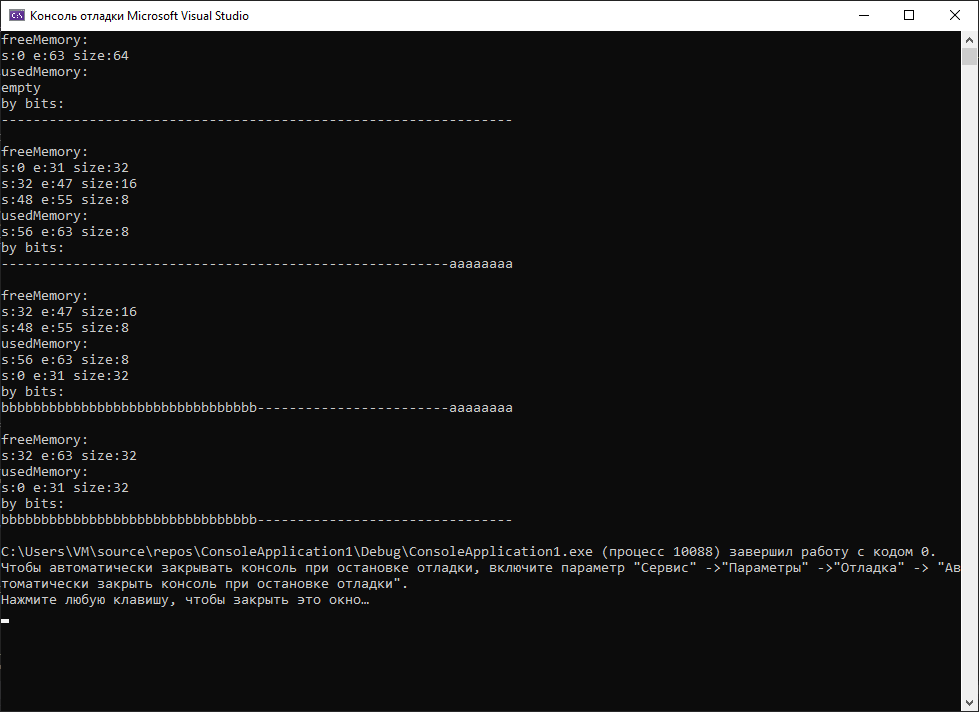 Консоль отладки Microsoft Visual Studio
freeMemory:
s:0 e:63 size:64
usedMemory:
empty
by bits:
----------------------------------------------------------------
freeMemory:
s:0 e:31 size:32
s:32 e:47 size:16
s:48 e:55 size:8
usedMemory:
s:56 e:63 size:8
by bits:
--------------------------------------------------------aaaaaaaa
freeMemory:
s:32 e:47 size:16
s:48 e:55 size:8
usedMemory:
s:56 e:63 size:8
s:0 e:31 size:32
by bits:
bbbbbbbbbbbbbbbbbbbbbbbbbbbbbbbb------------------------aaaaaaaa
freeMemory:
s:32 e:63 size:32
usedMemory:
s:0 e:31 size:32
by bits:
bbbbbbbbbbbbbbbbbbbbbbbbbbbbbbbb--------------------------------
C:\Users\VM\source\repos\ConsoleApplication1\Debug\ConsoleApplication1.exe (процесс 10088) завершил работу с кодом 0.
Чтобы автоматически закрывать консоль при остановке отладки, включите параметр "Сервис" ->"Параметры" ->"Отладка" -> "Ав
томатически закрыть консоль при остановке отладки".
Нажмите любую клавишу, чтобы закрыть это окно…